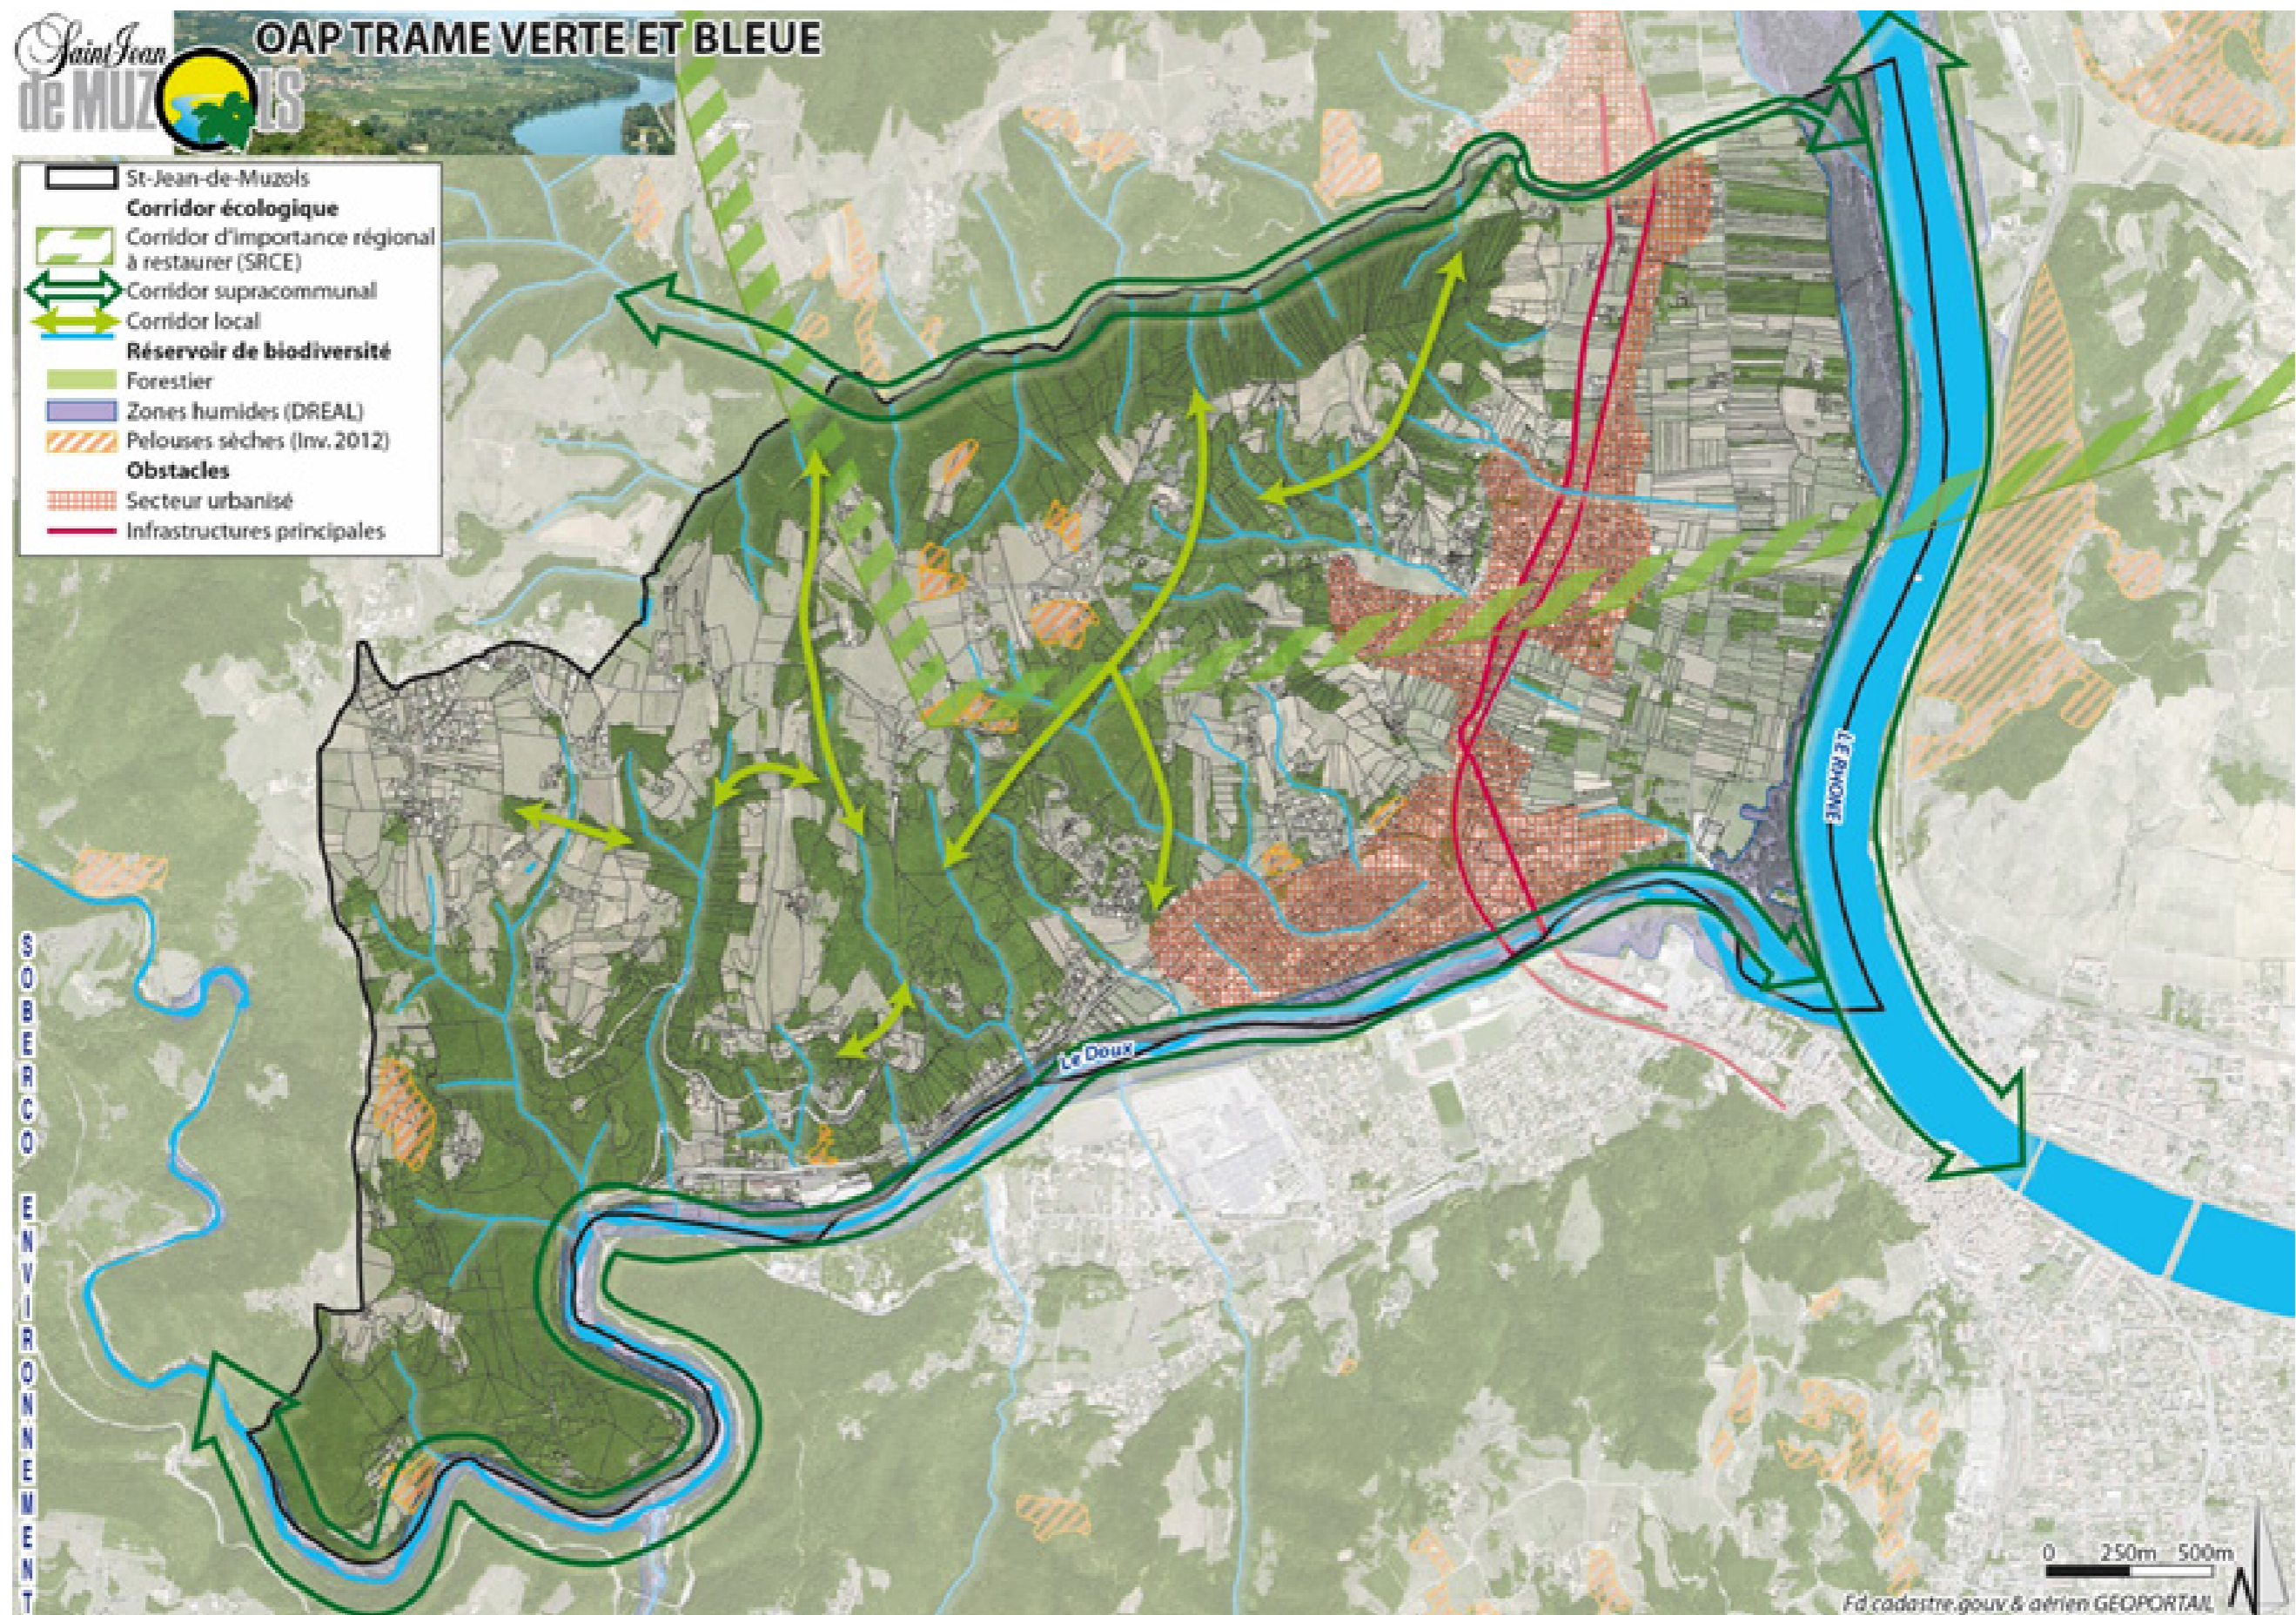 Saint Jean
de MUZOLS
OAP TRAME VERTE ET BLEUE
St-Jean-de-Muzols
Corridor écologique
Corridor d'importance régional
à restaurer (SRCE)
Corridor supracommunal
Corridor local
Réservoir de biodiversité
Forestier
Zones humides (DREAL)
Pelouses sèches (Inv.2012)
Obstacles
Secteur urbanisé
Infrastructures principales
LE RHONE
Le Doux
SOBERCO ENVIRONNEMENT
0 250m 500m
N
Fd cadastre.gouv & aérien GEOPORTAIL